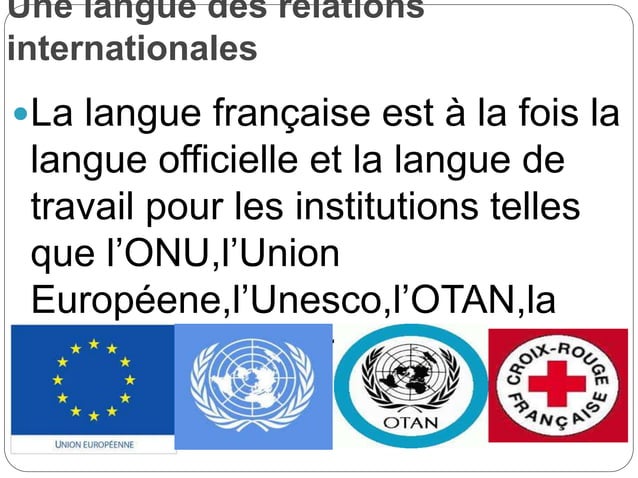 Une langue des relations
internationales
La langue française est à la fois la
langue officielle et la langue de
travail pour les institutions telles
que l’ONU,l’Union
Européene,l’Unesco,l’OTAN,la
UNION EUROPÉENNE
OTAN
CROIX-ROUGE
FRANÇAISE